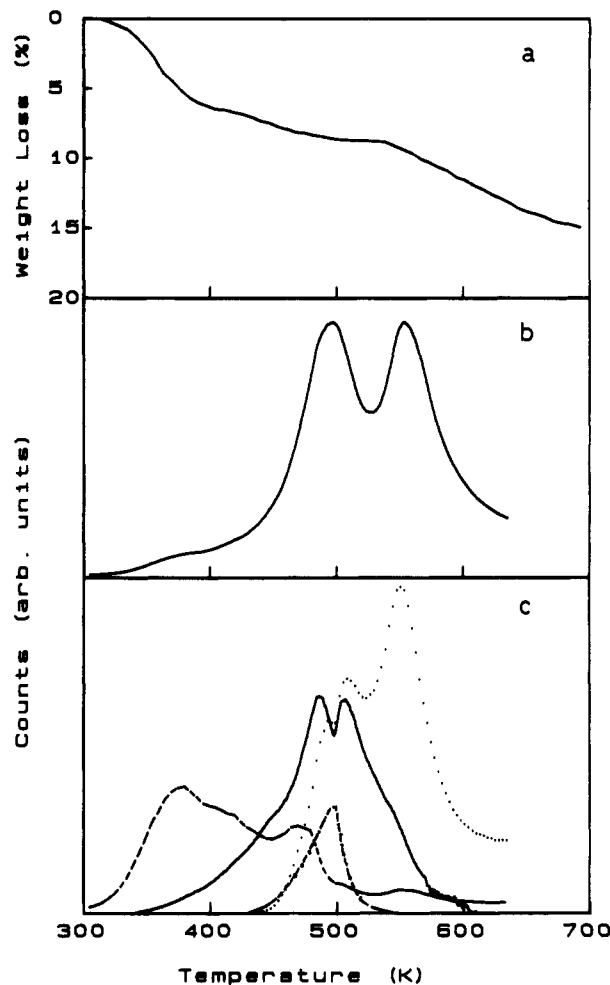 0
5
10
15
20
Weight Loss (%)
a
b
c
Counts (arb. units)
300 400 500 600 700
Temperature (K)